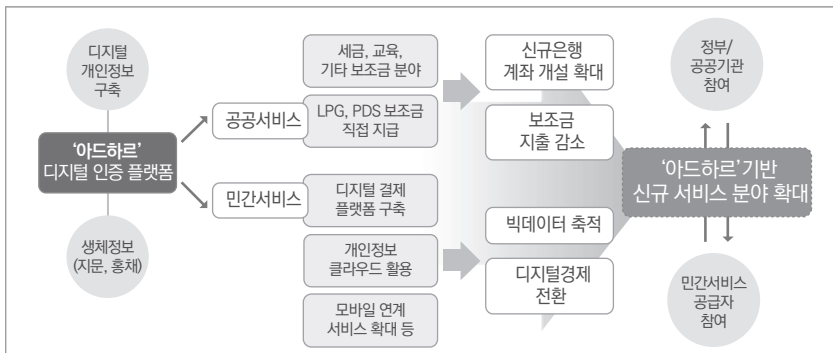 디지털
개인정보
구축
'아드하르'
디지털 인증 플랫폼
생체정보
(지문, 홍채)
공공서비스
민간서비스
세금, 교육,
기타 보조금 분야
LPG, PDS 보조금
직접 지급
디지털 결제
플랫폼 구축
개인정보
클라우드 활용
모바일 연계
서비스 확대 등
신규은행
계좌 개설 확대
보조금
지출 감소
빅데이터 축적
디지털경제
전환
정부/
공공기관
참여
'아드하르'기반
신규 서비스 분야 확대
민간서비스
공급자
참여